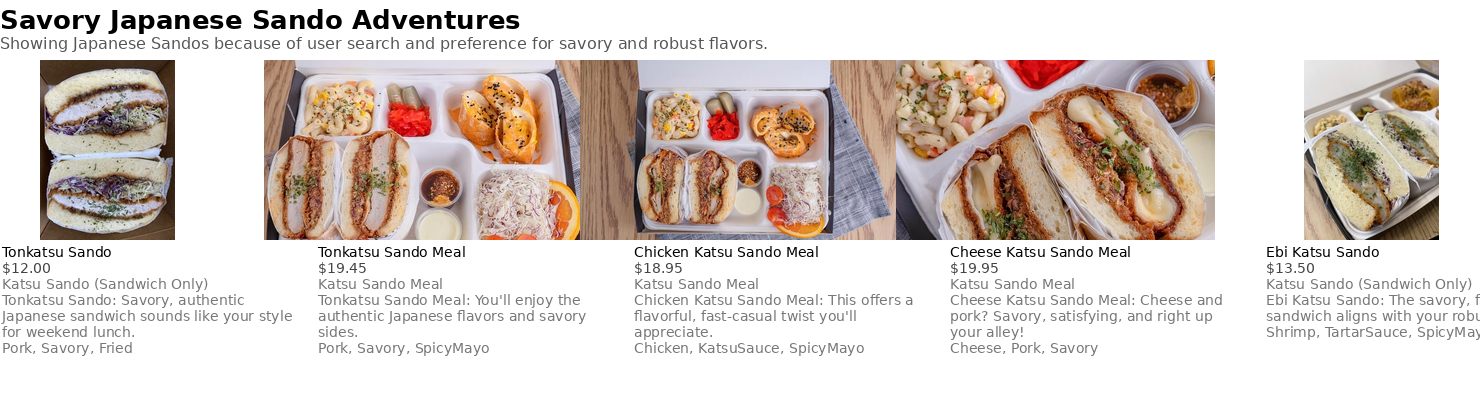 Savory Japanese Sando Adventures
Showing Japanese Sandos because of user search and preference for savory and robust flavors.
Tonkatsu Sando
$12.00
Katsu Sando (Sandwich Only)
Tonkatsu Sando: Savory, authentic
Japanese sandwich sounds like your style
for weekend lunch.
Pork, Savory, Fried
Tonkatsu Sando Meal
$19.45
Katsu Sando Meal
Tonkatsu Sando Meal: You'll enjoy the
authentic Japanese flavors and savory
sides.
Pork, Savory, SpicyMayo
Chicken Katsu Sando Meal
$18.95
Katsu Sando Meal
Chicken Katsu Sando Meal: This offers a
flavorful, fast-casual twist you'll
appreciate.
Chicken, KatsuSauce, SpicyMayo
Cheese Katsu Sando Meal
$19.95
Katsu Sando Meal
Cheese Katsu Sando Meal: Cheese and
pork? Savory, satisfying, and right up
your alley!
Cheese, Pork, Savory
Ebi Katsu Sando
$13.50
Katsu Sando (Sandwich Only)
Ebi Katsu Sando: The savory,
sandwich aligns with your
Shrimp, TartarSauce,